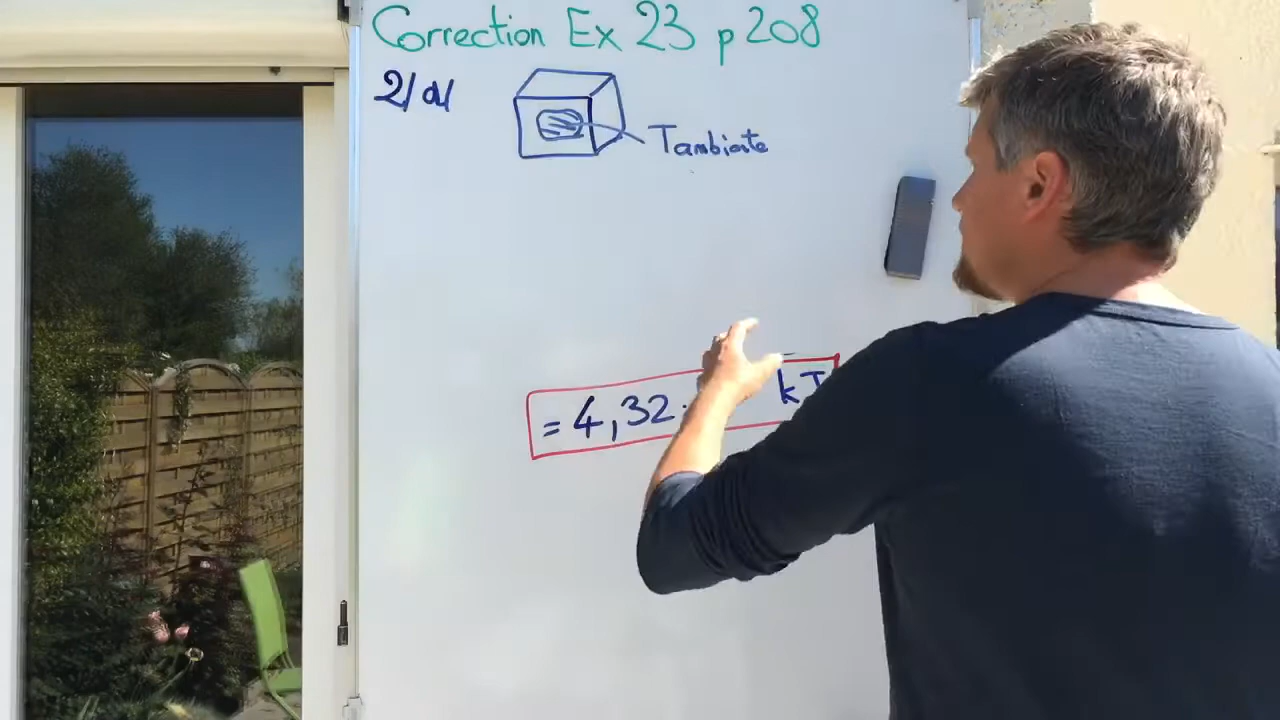 Correction Ex 23 p 208
2/ a/
Tambiante
= 4,32. kJ